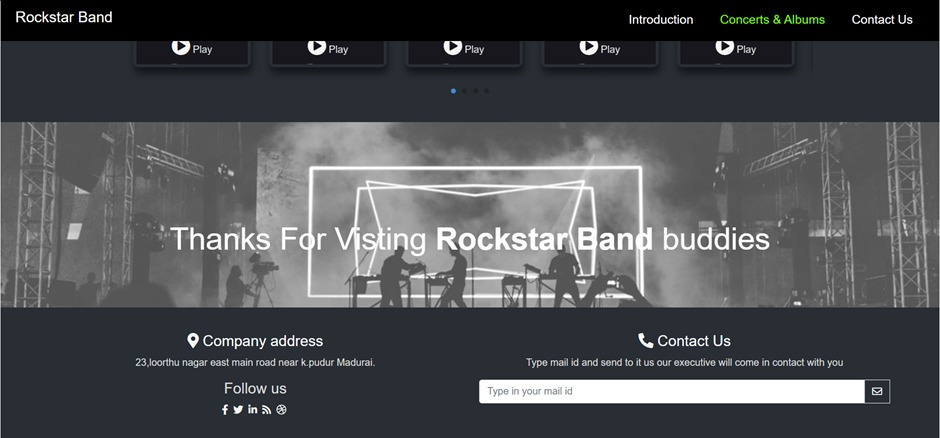 Rockstar Band
Introduction
Concerts & Albums
Contact Us
Play
Play
Play
Play
Play
Thanks For Visting Rockstar Band buddies
Company address
23,loorthu nagar east main road near k.pudur Madurai.
Follow us
Contact Us
Type mail id and send to it us our executive will come in contact with you
Type in your mail id